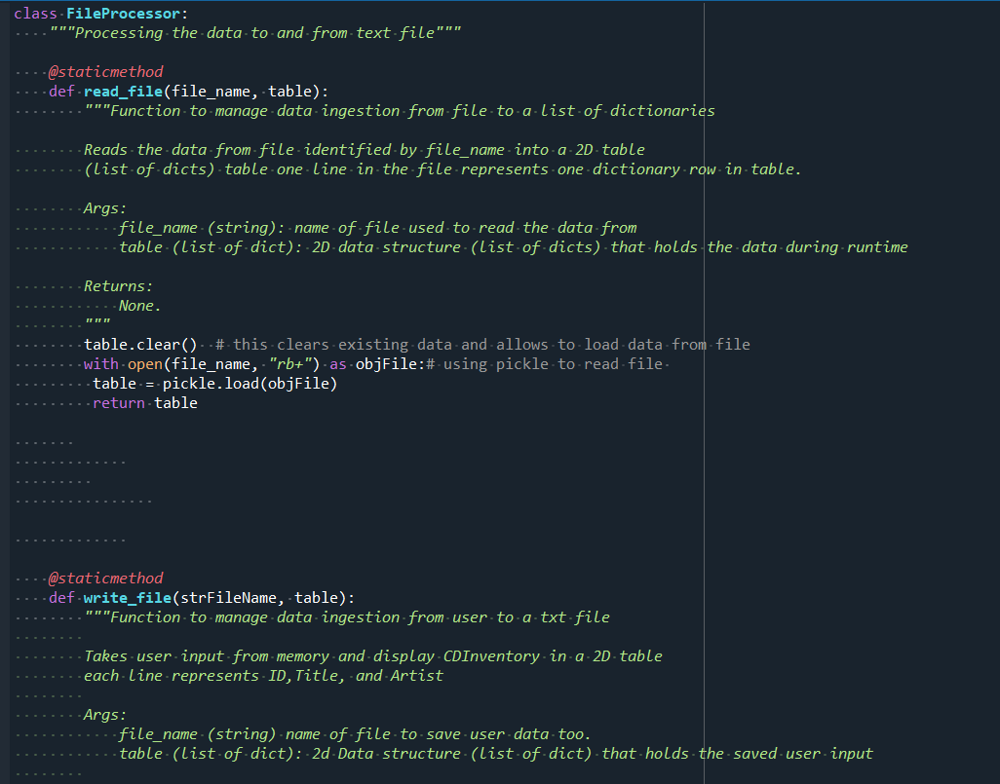 class FileProcessor:
    """Processing the data to and from text file"""

    @staticmethod
    def read_file(file_name, table):
        """Function to manage data ingestion from file to a list of dictionaries

        Reads the data from file identified by file_name into a 2D table
        (list of dicts) table one line in the file represents one dictionary row in table.

        Args:
            file_name (string): name of file used to read the data from
            table (list of dict): 2D data structure (list of dicts) that holds the data during runtime

        Returns:
            None.
        """
        table.clear()  # this clears existing data and allows to load data from file
        with open(file_name, "rb+") as objFile:# using pickle to read file
         table = pickle.load(objFile)
         return table

    @staticmethod
    def write_file(strFileName, table):
        """Function to manage data ingestion from user to a txt file

        Takes user input from memory and display CDInventory in a 2D table
        each line represents ID,Title, and Artist

        Args:
            file_name (string) name of file to save user data too.
            table (list of dict): 2d Data structure (list of dict) that holds the saved user input